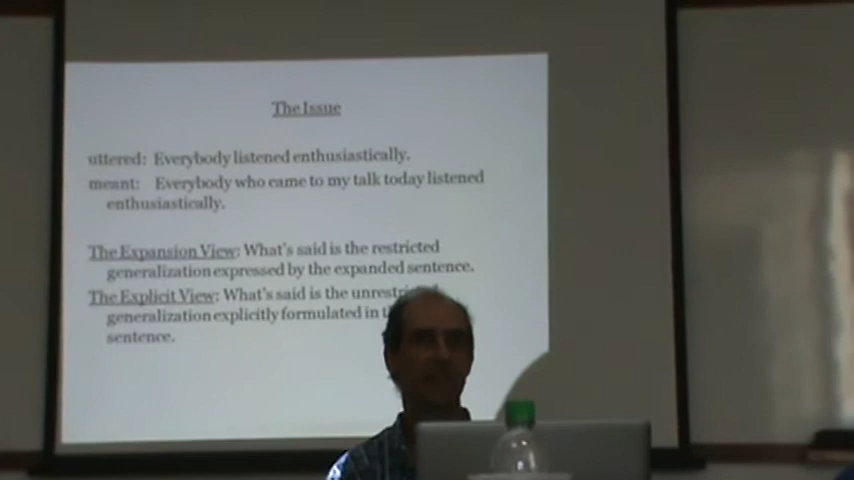 The Issue
uttered: Everybody listened enthusiastically.
meant: Everybody who came to my talk today listened
enthusiastically.
The Expansion View: What's said is the restricted
generalization expressed by the expanded sentence.
The Explicit View: What's said is the
generalization explicitly formulated in
sentence.